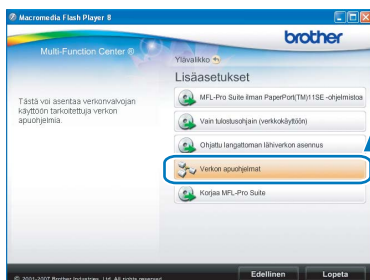 Macromedia Flash Player 8
brother
Multi-Function Center ®
Ylävalikko
Lisäasetukset
Tästä voi asentaa verkonvalvojan
käyttöön tarkoitettuja verkon
apuohjelmia.
MFL-Pro Suite ilman PaperPort(TM)11SE -ohjelmistoa
Vain tulostusohjain (verkkokäyttöön)
Ohjattu langattoman lähiverkon asennus
Verkon apuohjelmat
Korjaa MFL-Pro Suite
© 2001-2007 Brother Industries, Ltd. All rights reserved.
Edellinen
Lopeta